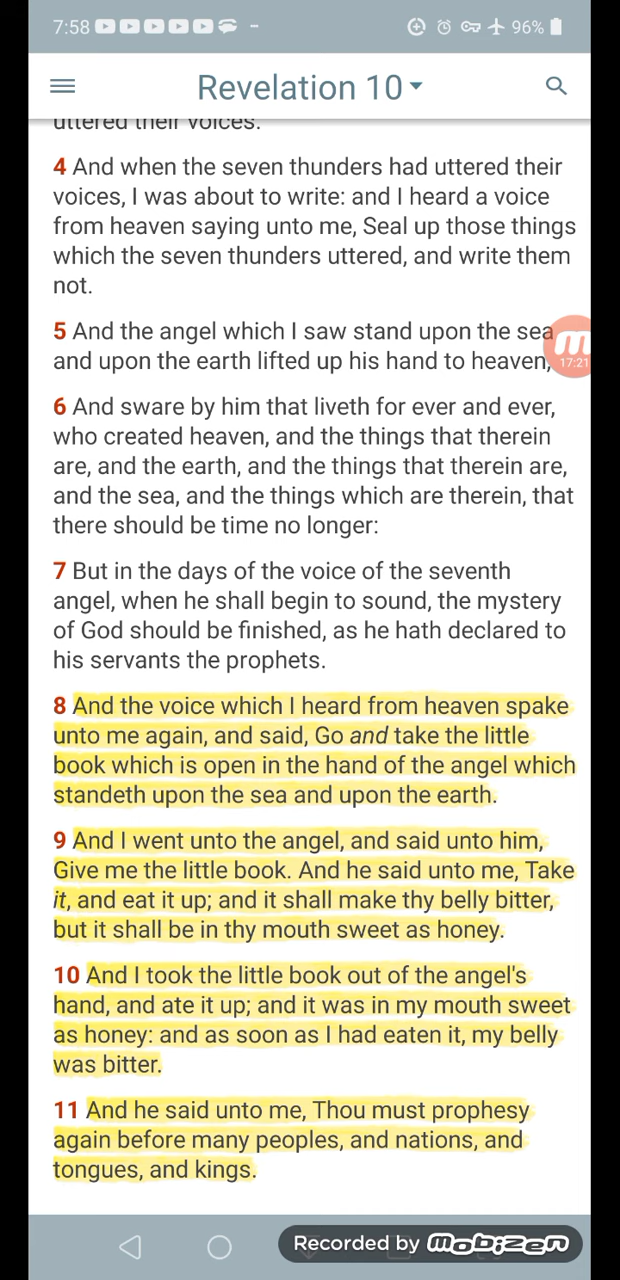 7:58
96%
Revelation 10
uttered their voices.
4 And when the seven thunders had uttered their
voices, I was about to write: and I heard a voice
from heaven saying unto me, Seal up those things
which the seven thunders uttered, and write them
not.
5 And the angel which I saw stand upon the sea
and upon the earth lifted up his hand to heaven,
17:21
6 And sware by him that liveth for ever and ever,
who created heaven, and the things that therein
are, and the earth, and the things that therein are,
and the sea, and the things which are therein, that
there should be time no longer:
7 But in the days of the voice of the seventh
angel, when he shall begin to sound, the mystery
of God should be finished, as he hath declared to
his servants the prophets.
8 And the voice which I heard from heaven spake
unto me again, and said, Go and take the little
book which is open in the hand of the angel which
standeth upon the sea and upon the earth.
9 And I went unto the angel, and said unto him,
Give me the little book. And he said unto me, Take
it, and eat it up; and it shall make thy belly bitter,
but it shall be in thy mouth sweet as honey.
10 And I took the little book out of the angel's
hand, and ate it up; and it was in my mouth sweet
as honey: and as soon as I had eaten it, my belly
was bitter.
11 And he said unto me, Thou must prophesy
again before many peoples, and nations, and
tongues, and kings.
Recorded by Mobizen